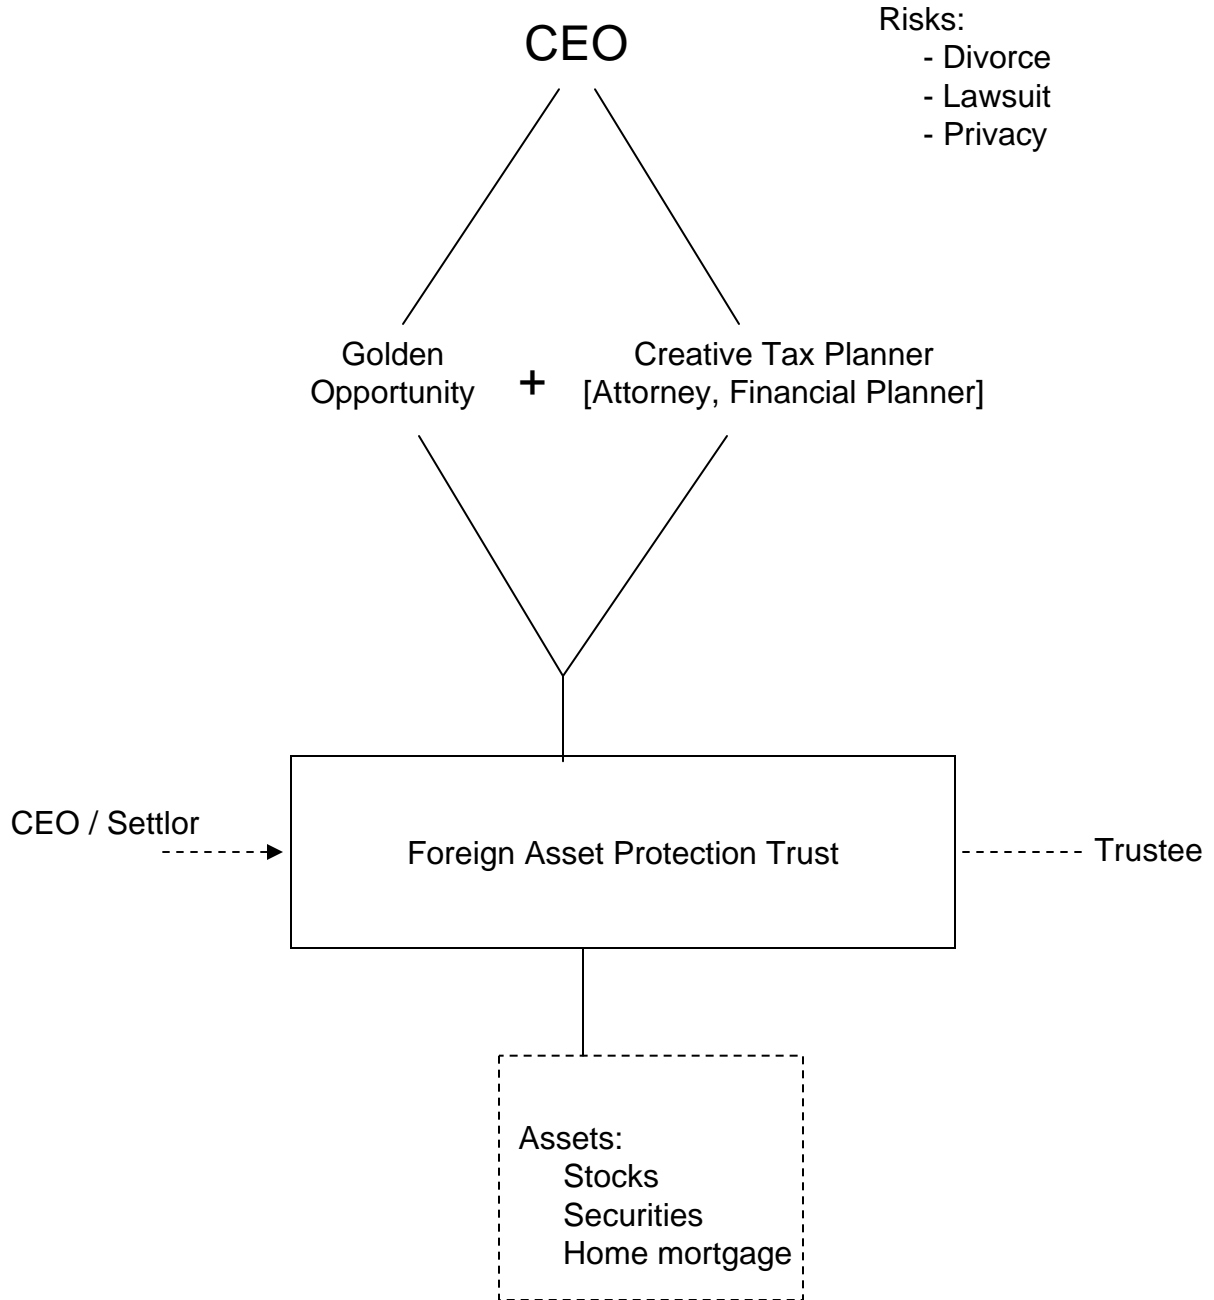 CEO
Risks:
- Divorce
- Lawsuit
- Privacy
Golden
Opportunity
+
Creative Tax Planner
[Attorney, Financial Planner]
CEO / Settlor
Foreign Asset Protection Trust
Trustee
Assets:
Stocks
Securities
Home mortgage